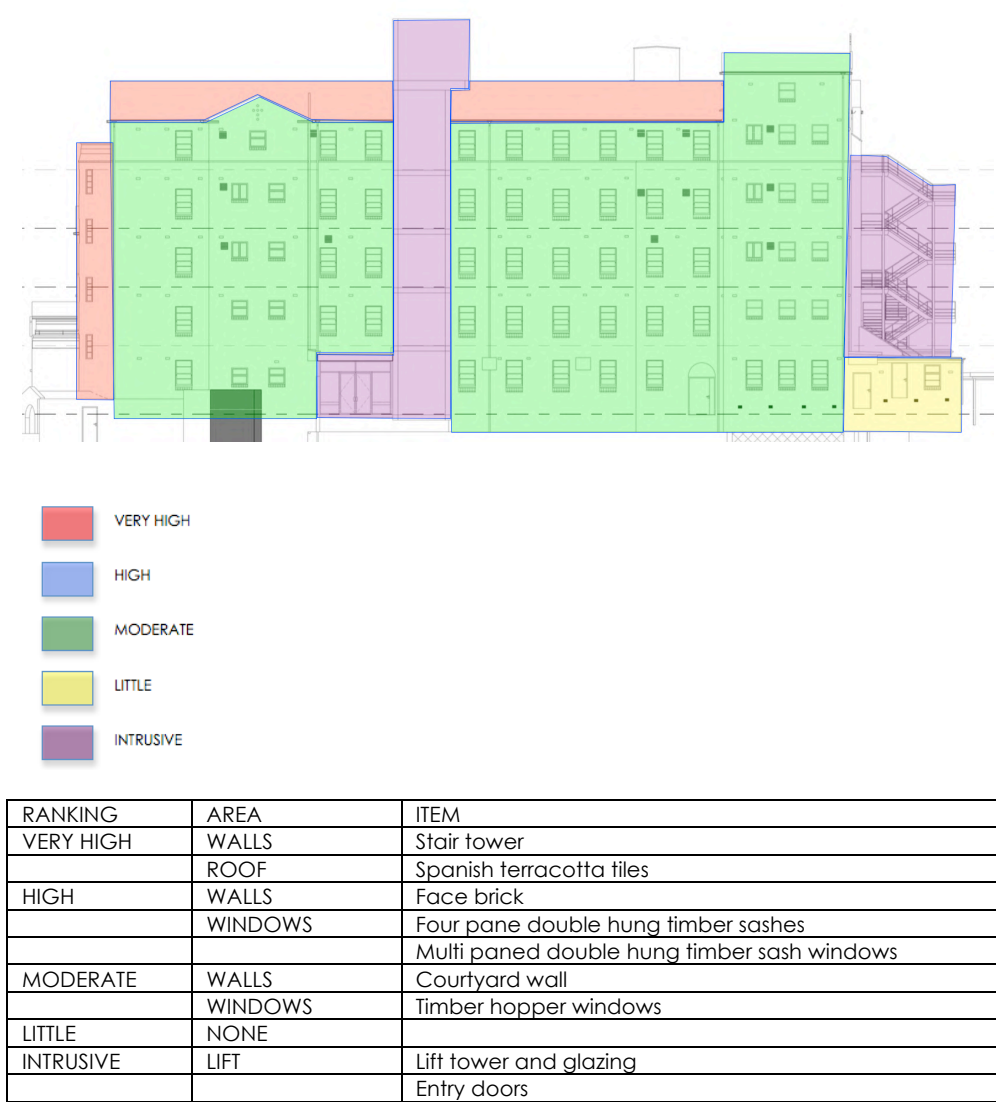 VERY HIGH
HIGH
MODERATE
LITTLE
INTRUSIVE
RANKING AREA ITEM
VERY HIGH WALLS Stair tower
ROOF Spanish terracotta tiles
HIGH WALLS Face brick
WINDOWS Four pane double hung timber sashes
Multi paned double hung timber sash windows
MODERATE WALLS Courtyard wall
WINDOWS Timber hopper windows
LITTLE NONE
INTRUSIVE LIFT Lift tower and glazing
Entry doors